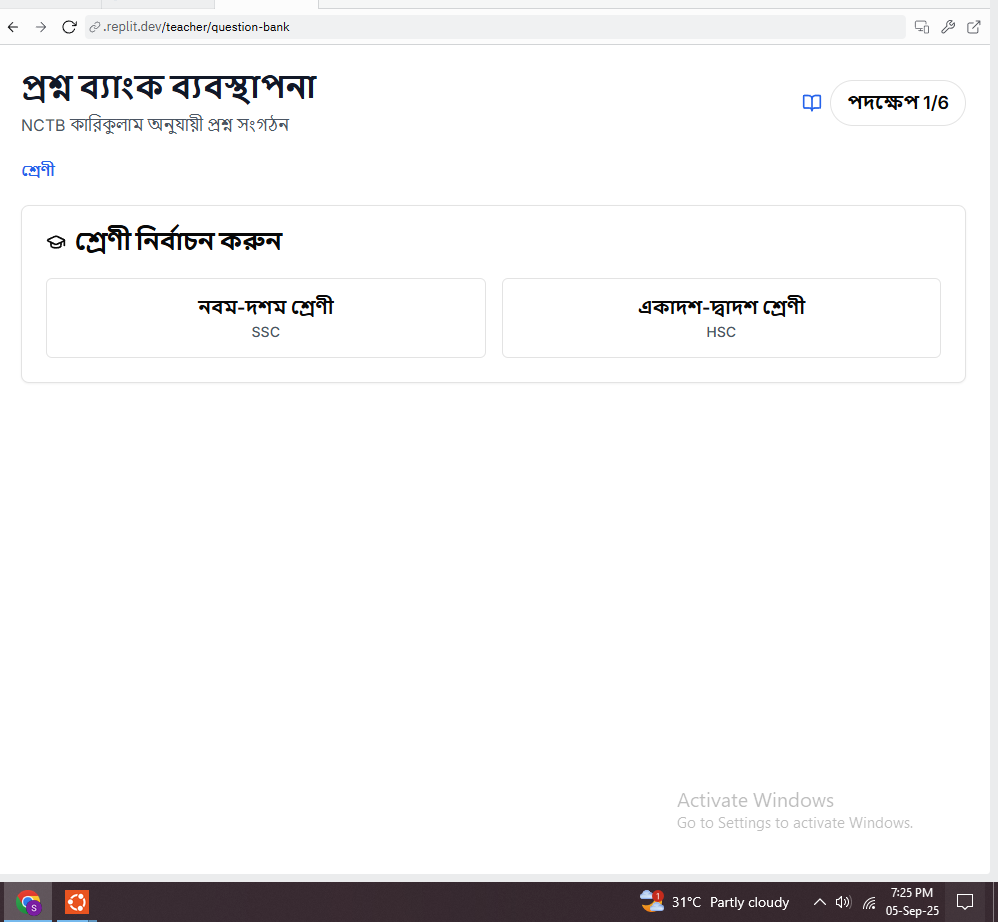 .replit.dev/teacher/question-bank
প্রশ্ন ব্যাংক ব্যবস্থাপনা
NCTB কারিকুলাম অনুযায়ী প্রশ্ন সংগঠন
পদক্ষেপ 1/6
শ্রেণী
শ্রেণী নির্বাচন করুন
নবম-দশম শ্রেণী
SSC
একাদশ-দ্বাদশ শ্রেণী
HSC
Activate Windows
Go to Settings to activate Windows.
S
1
31°C Partly cloudy
7:25 PM
05-Sep-25